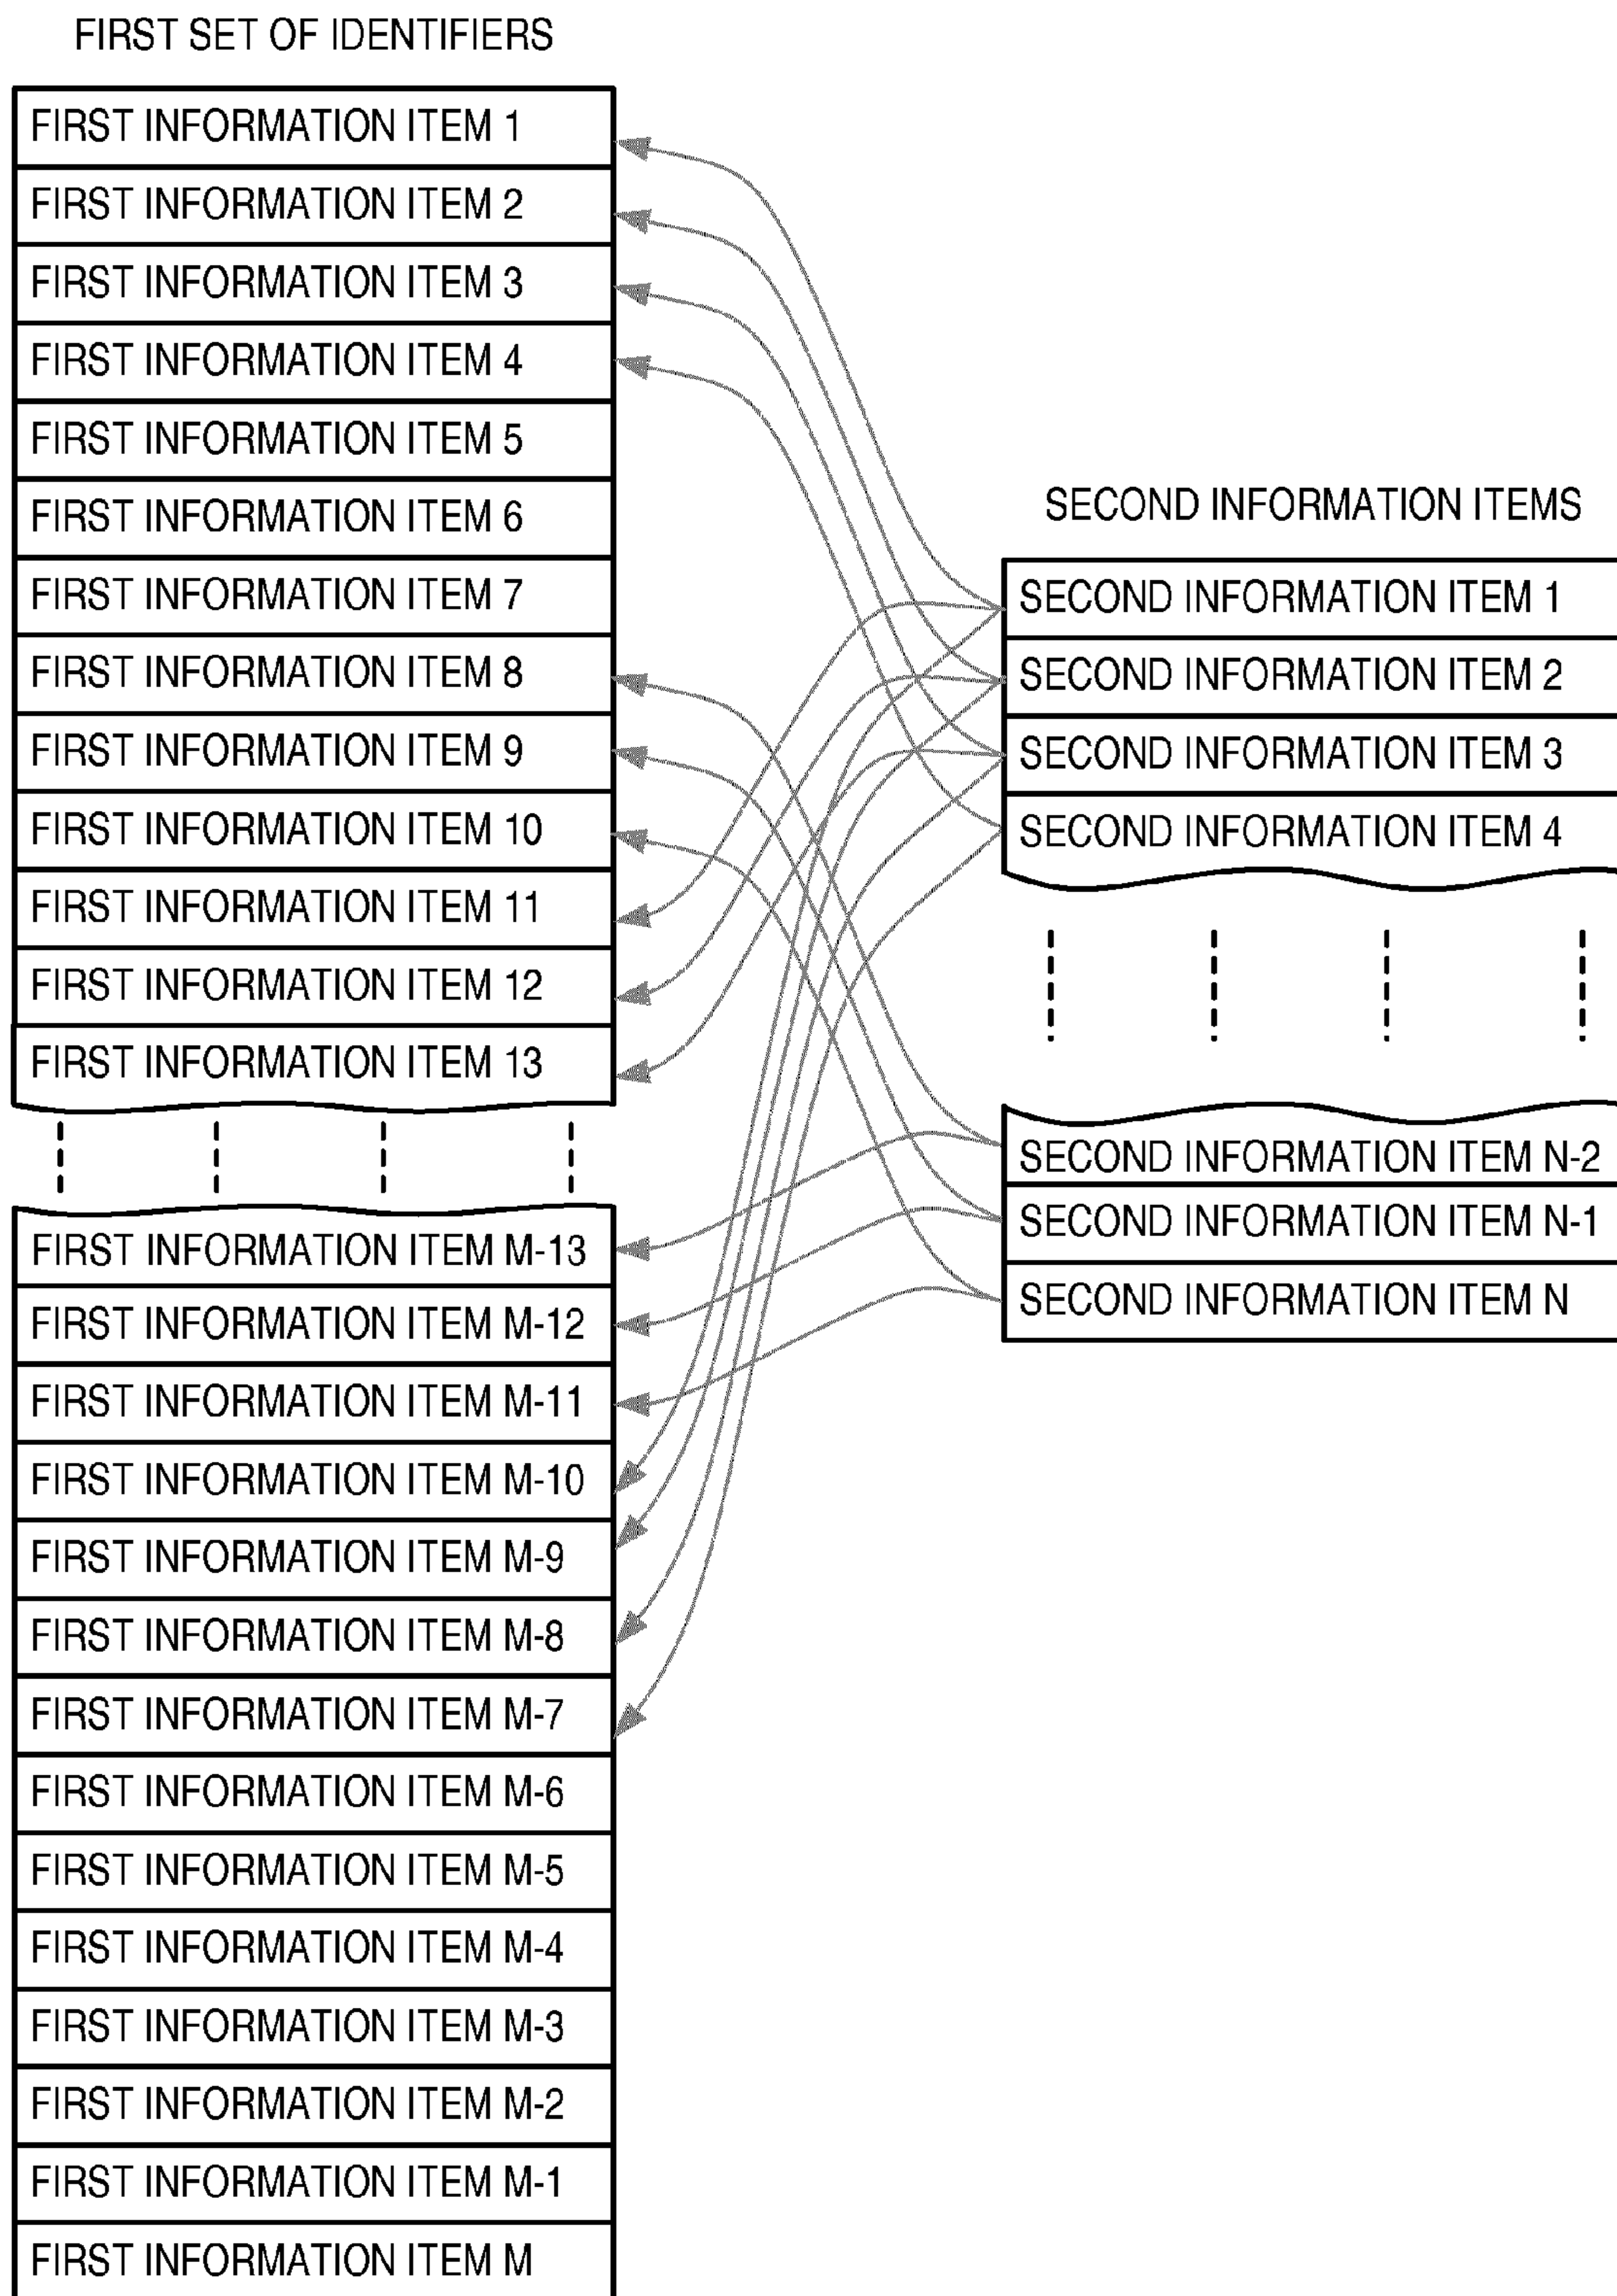 FIRST SET OF IDENTIFIERS
FIRST INFORMATION ITEM 1
FIRST INFORMATION ITEM 2
FIRST INFORMATION ITEM 3
FIRST INFORMATION ITEM 4
FIRST INFORMATION ITEM 5
FIRST INFORMATION ITEM 6
FIRST INFORMATION ITEM 7
FIRST INFORMATION ITEM 8
FIRST INFORMATION ITEM 9
FIRST INFORMATION ITEM 10
FIRST INFORMATION ITEM 11
FIRST INFORMATION ITEM 12
FIRST INFORMATION ITEM 13
FIRST INFORMATION ITEM M-13
FIRST INFORMATION ITEM M-12
FIRST INFORMATION ITEM M-11
FIRST INFORMATION ITEM M-10
FIRST INFORMATION ITEM M-9
FIRST INFORMATION ITEM M-8
FIRST INFORMATION ITEM M-7
FIRST INFORMATION ITEM M-6
FIRST INFORMATION ITEM M-5
FIRST INFORMATION ITEM M-4
FIRST INFORMATION ITEM M-3
FIRST INFORMATION ITEM M-2
FIRST INFORMATION ITEM M-1
FIRST INFORMATION ITEM M
SECOND INFORMATION ITEMS
SECOND INFORMATION ITEM 1
SECOND INFORMATION ITEM 2
SECOND INFORMATION ITEM 3
SECOND INFORMATION ITEM 4
SECOND INFORMATION ITEM N-2
SECOND INFORMATION ITEM N-1
SECOND INFORMATION ITEM N